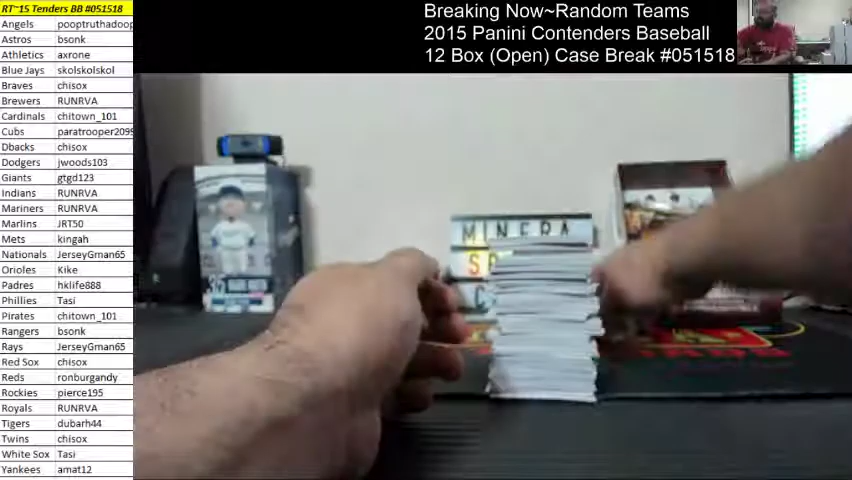 RT~15 Tenders BB #051518
Angels pooptruthadoop
Astros bsonk
Athletics axrone
Blue Jays skolskolskol
Braves chisox
Brewers RUNRVA
Cardinals chitown_101
Cubs paratrooper2099
Dbacks chisox
Dodgers jwoods103
Giants gtgd123
Indians RUNRVA
Mariners RUNRVA
Marlins JRT50
Mets kingah
Nationals JerseyGman65
Orioles Kike
Padres hklife888
Phillies Tasi
Pirates chitown_101
Rangers bsonk
Rays JerseyGman65
Red Sox chisox
Reds ronburgandy
Rockies pierce195
Royals RUNRVA
Tigers dubarh44
Twins chisox
White Sox Tasi
Yankees amat12
Breaking Now~Random Teams
2015 Panini Contenders Baseball
12 Box (Open) Case Break #051518
MINERA